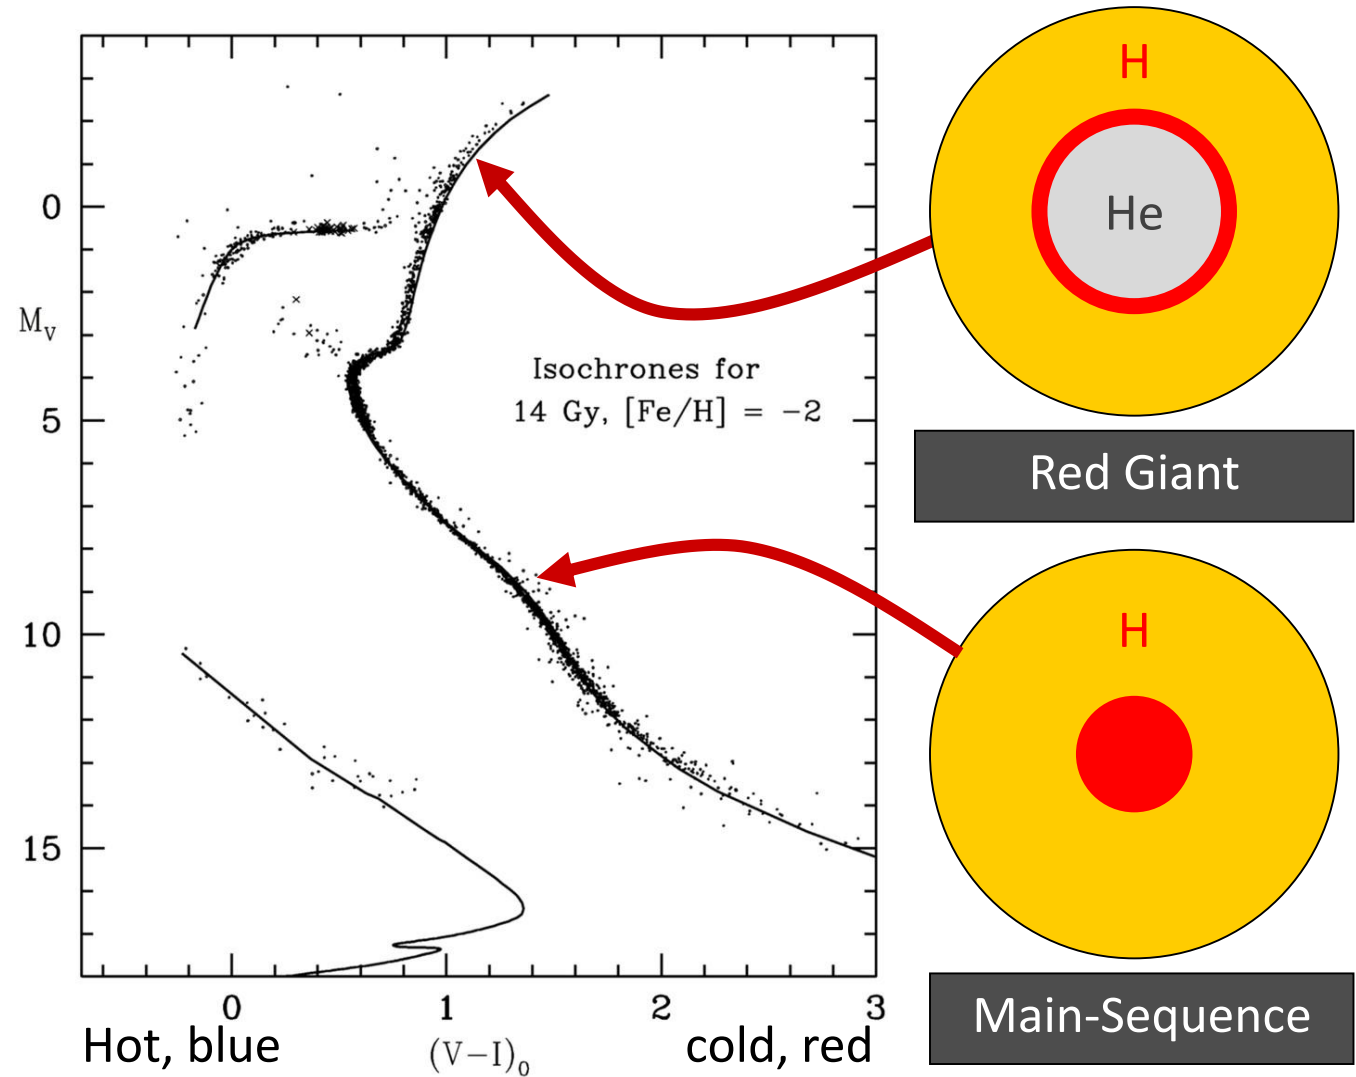 0
5
10
15
M_V
0
1
2
3
(V−I)₀
Hot, blue
cold, red
Isochrones for
14 Gy, [Fe/H] = −2
H
He
Red Giant
H
Main-Sequence